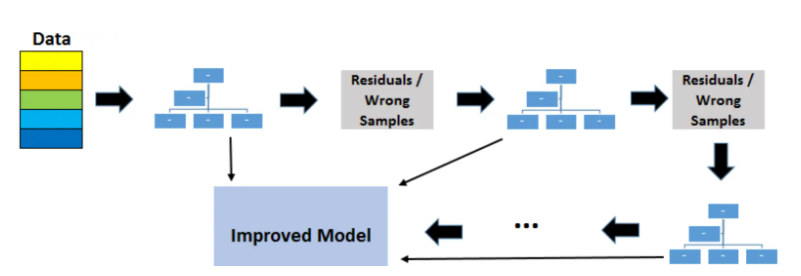 Data
Residuals /
Wrong
Samples
Residuals /
Wrong
Samples
Improved Model
...